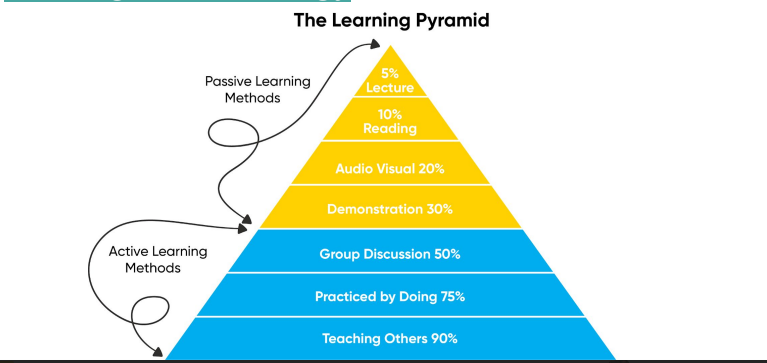 The Learning Pyramid
Passive Learning
Methods
5%
Lecture
10%
Reading
Audio Visual 20%
Demonstration 30%
Active Learning
Methods
Group Discussion 50%
Practiced by Doing 75%
Teaching Others 90%